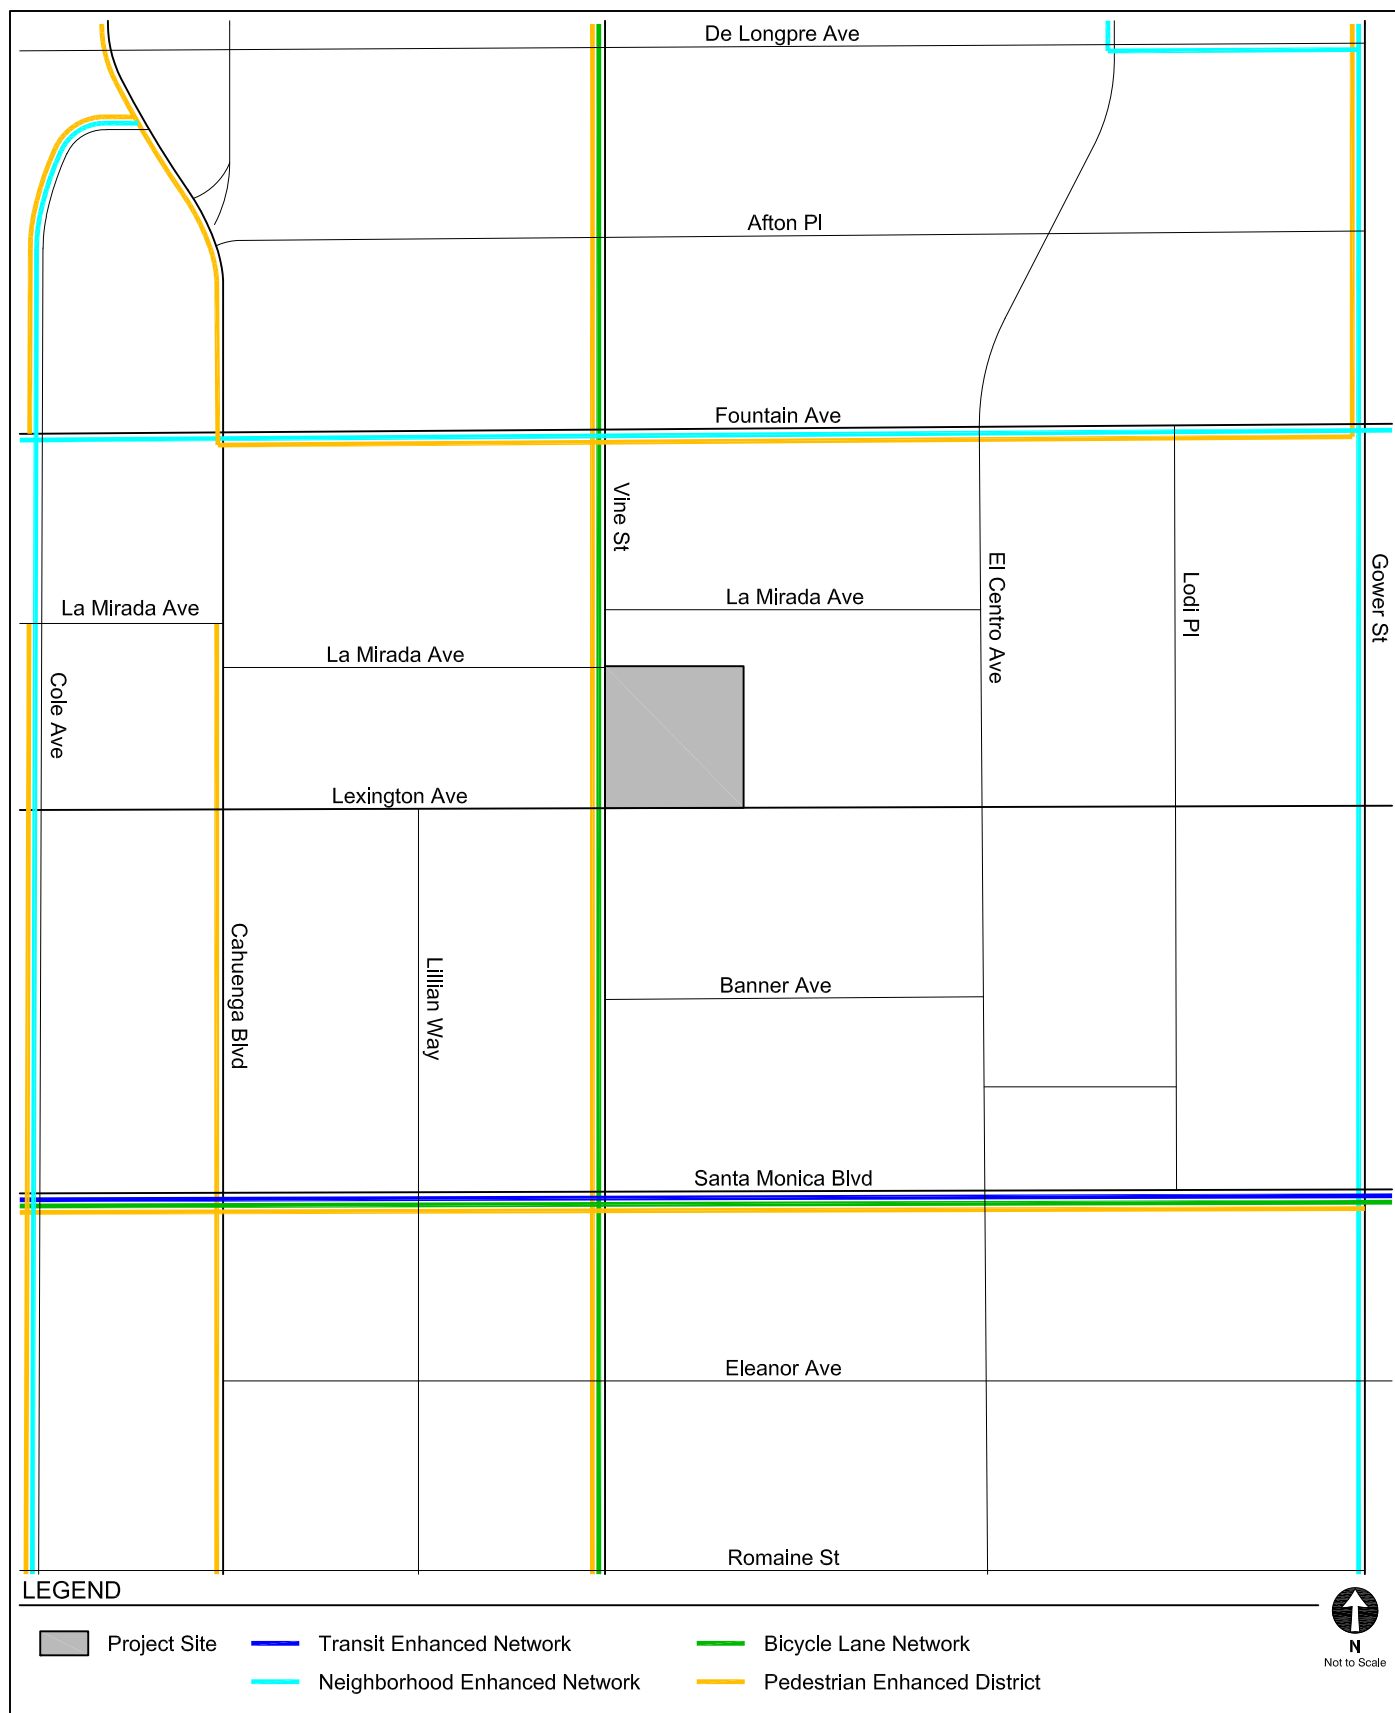 De Longpre Ave
Afton Pl
Fountain Ave
Vine St
El Centro Ave
Lodi Pl
Gower St
La Mirada Ave
La Mirada Ave
La Mirada Ave
Cole Ave
Lexington Ave
Cahuenga Blvd
Lillian Way
Banner Ave
Santa Monica Blvd
Eleanor Ave
Romaine St
LEGEND
Project Site
Transit Enhanced Network
Bicycle Lane Network
Neighborhood Enhanced Network
Pedestrian Enhanced District
N
Not to Scale